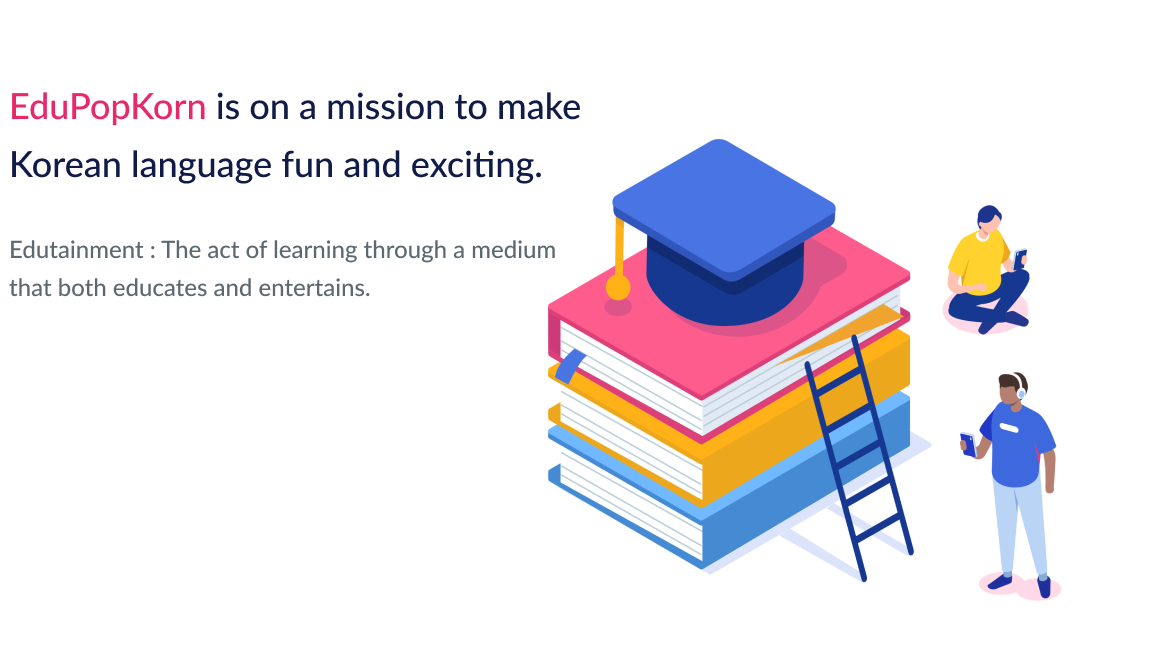 EduPopKorn is on a mission to make
Korean language fun and exciting.
Edutainment : The act of learning through a medium
that both educates and entertains.